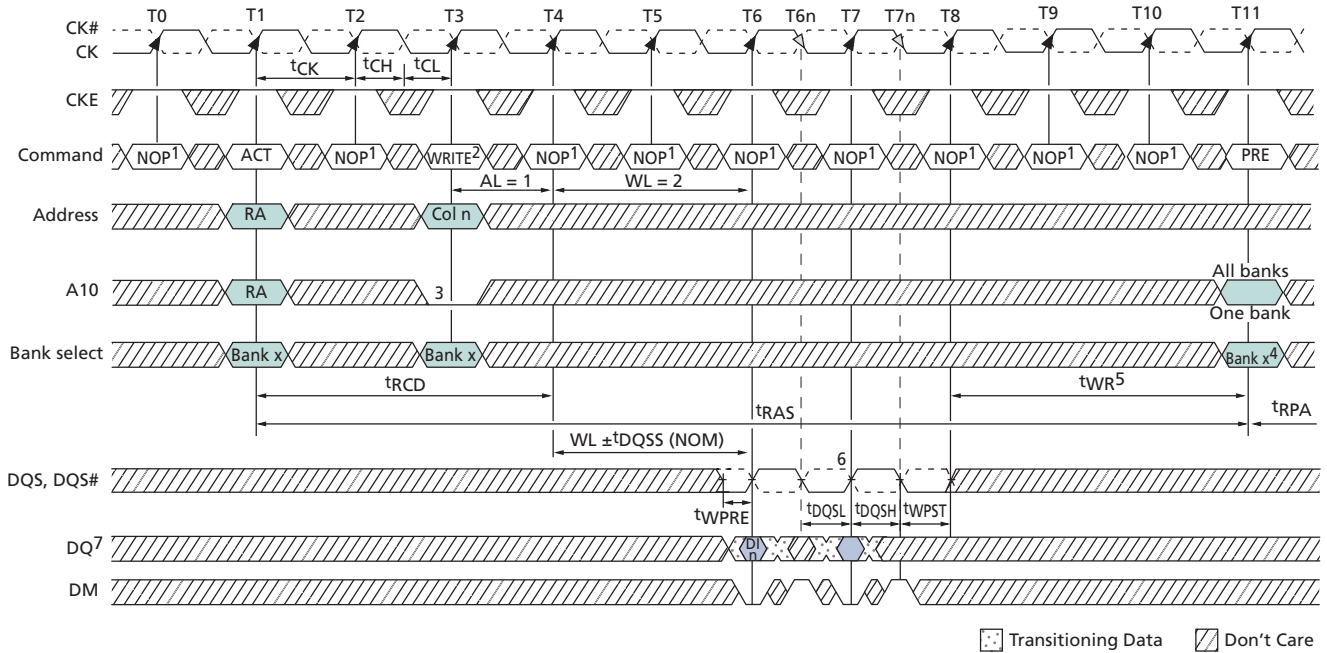 T0 T1 T2 T3 T4 T5 T6 T6n T7 T7n T8 T9 T10 T11
CK#
CK
tCK tCH tCL
CKE
Command NOP1 ACT NOP1 WRITE2 NOP1 NOP1 NOP1 NOP1 NOP1 NOP1 NOP1 PRE
AL = 1 WL = 2
Address RA Col n
All banks
A10 RA 3
One bank
Bank select Bank x Bank x Bank x4
tRCD tWR5
tRAS tRPA
WL ±tDQSS (NOM)
6
DQS, DQS#
tWPRE tDQSL tDQSH tWPST
DQ7 DI n
DM
Transitioning Data Don't Care